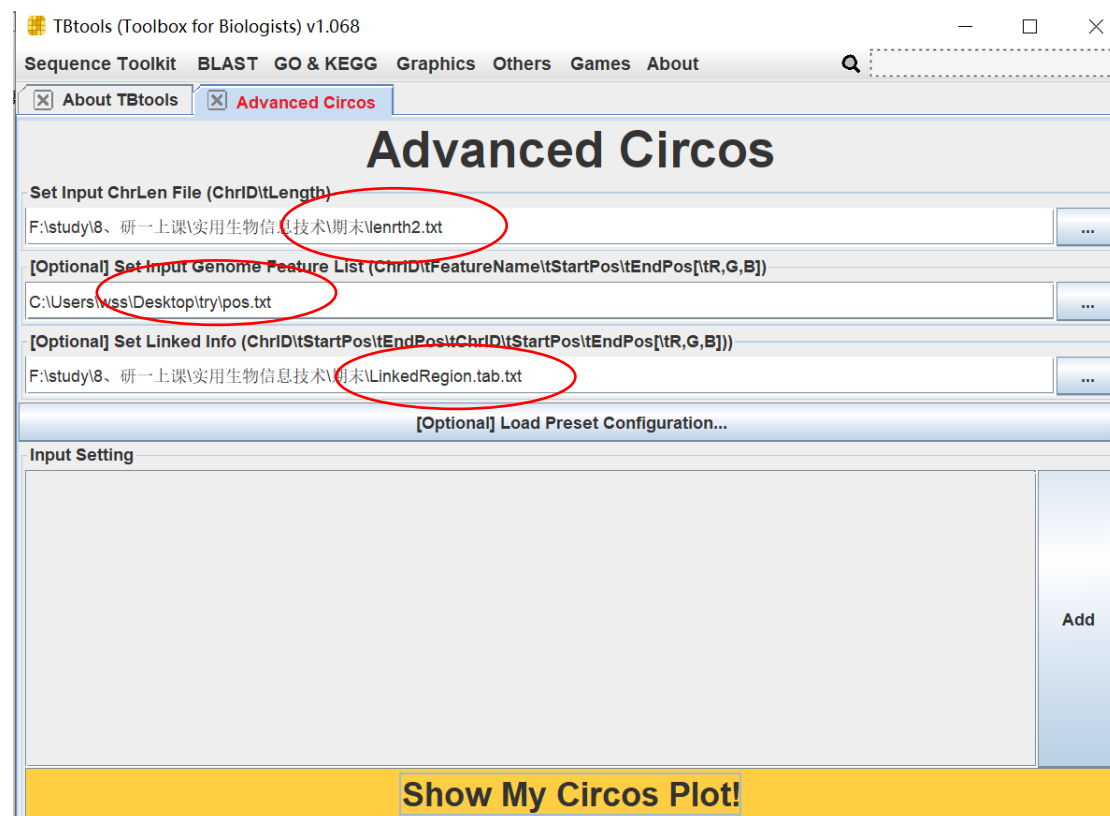 TBtools (Toolbox for Biologists) v1.068
Sequence Toolkit BLAST GO & KEGG Graphics Others Games About
About TBtools Advanced Circos
Advanced Circos
Set Input ChrLen File (ChrID\tLength)
F:\study\8、研一上课\实用生物信息技术\期末\lenrth2.txt
...
[Optional] Set Input Genome Feature List (ChrID\tFeatureName\tStartPos\tEndPos[\tR,G,B])
C:\Users\wss\Desktop\try\pos.txt
...
[Optional] Set Linked Info (ChrID\tStartPos\tEndPos\tChrID\tStartPos\tEndPos[\tR,G,B]))
F:\study\8、研一上课\实用生物信息技术\期末\LinkedRegion.tab.txt
...
[Optional] Load Preset Configuration...
Input Setting
Add
Show My Circos Plot!